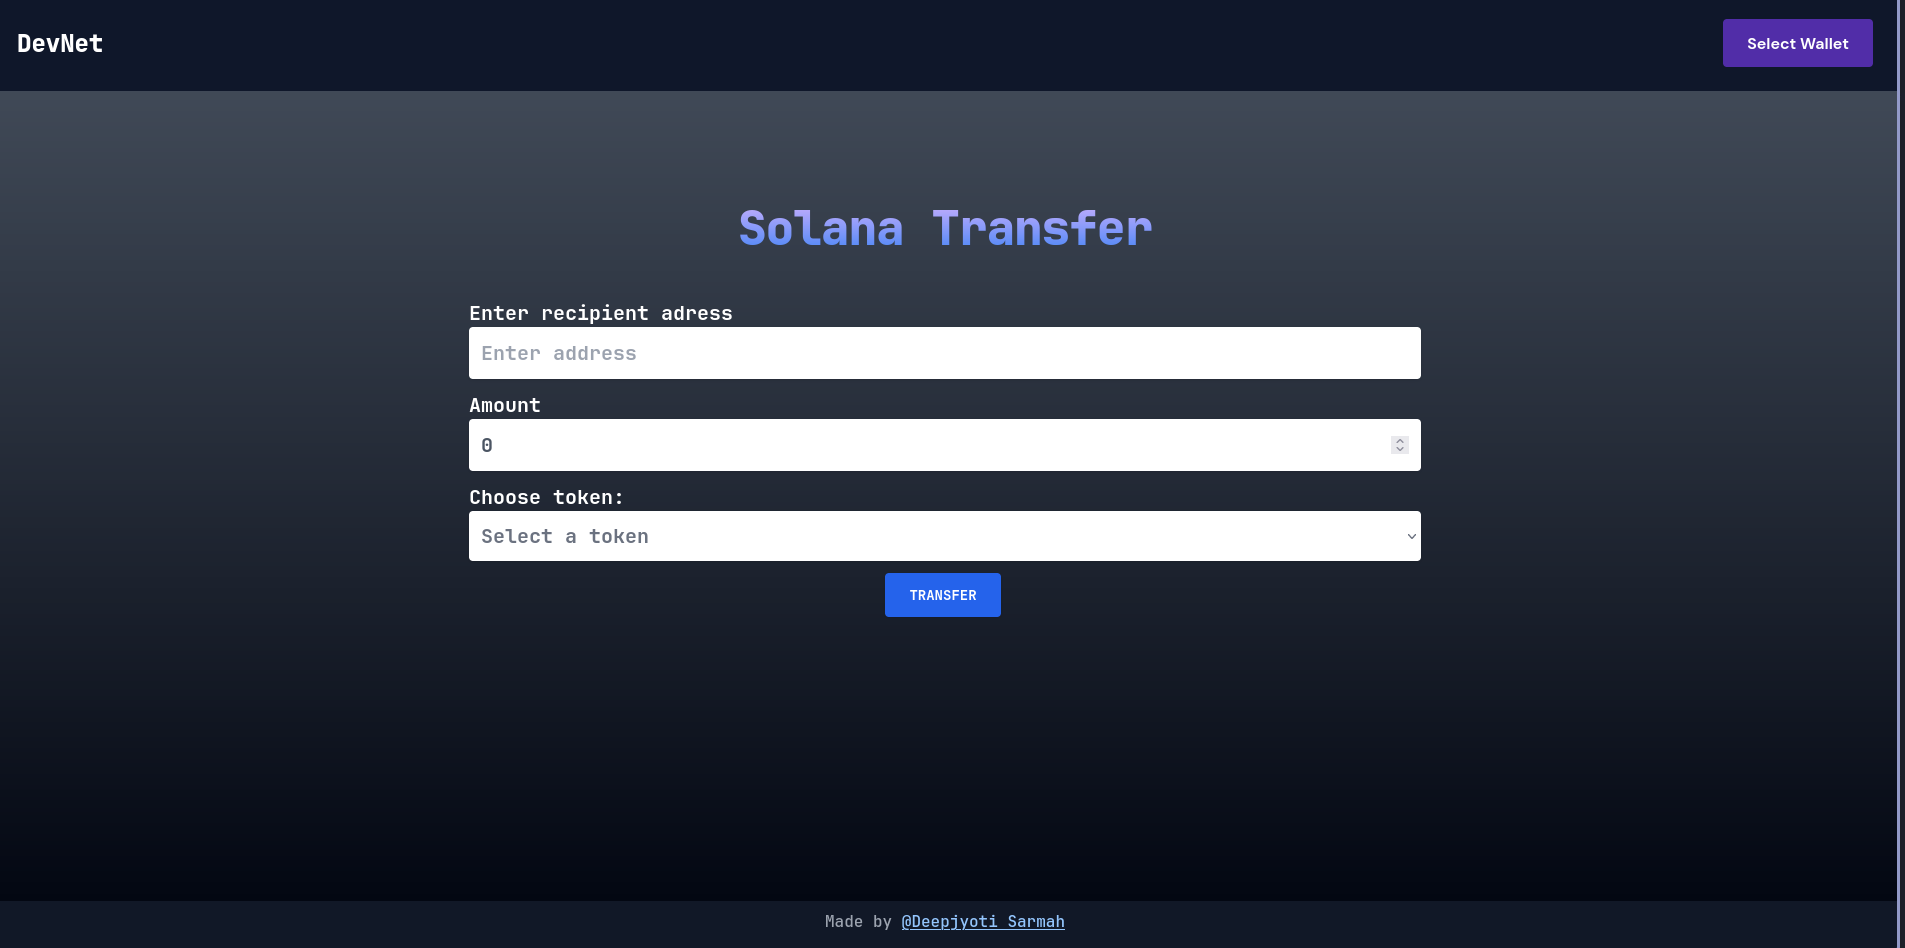 DevNet
Select Wallet
Solana Transfer
Enter recipient adress
Enter address
Amount
0
Choose token:
Select a token
TRANSFER
Made by @Deepjyoti Sarmah